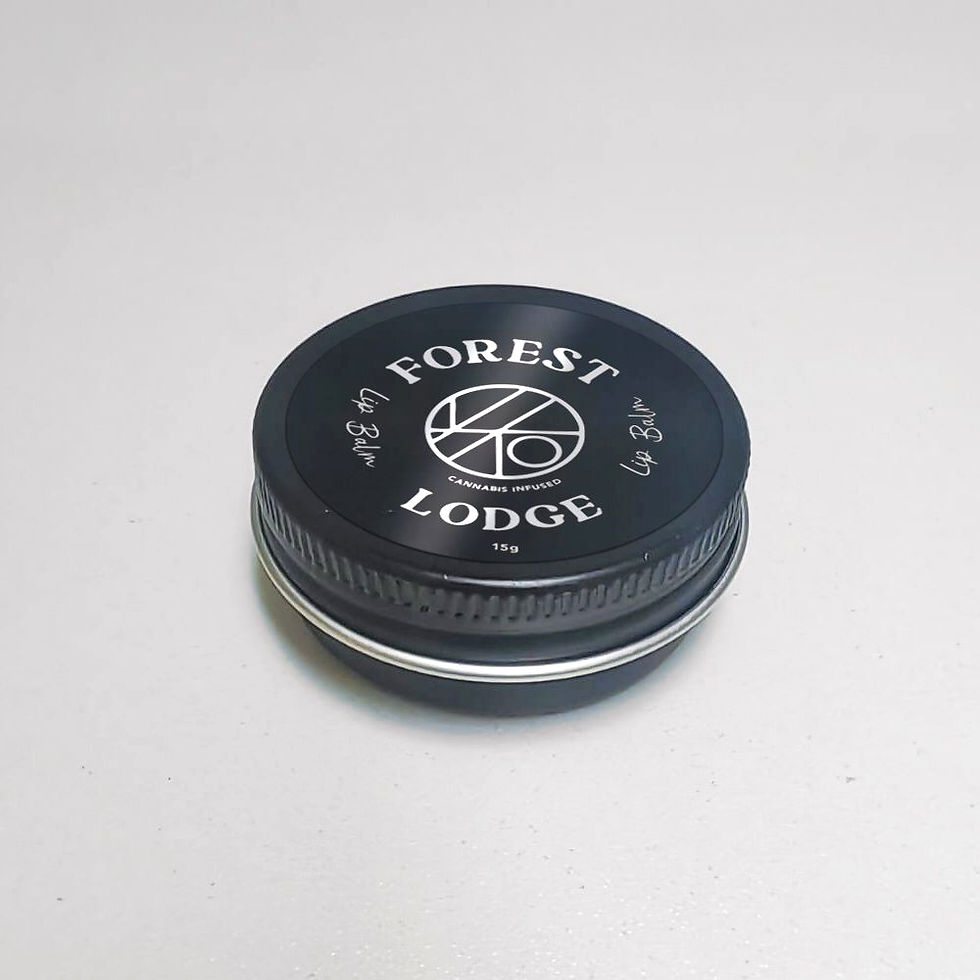 FOREST
Lip Balm
Lip Balm
CANNABIS INFUSED
LODGE
15g